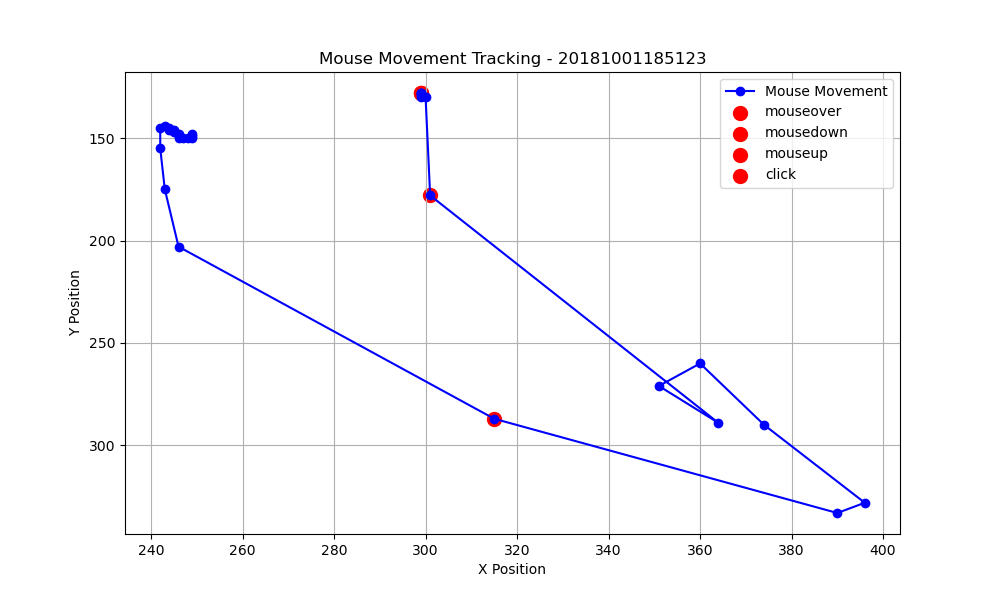 Mouse Movement Tracking - 20181001185123
Mouse Movement
mouseover
mousedown
mouseup
click
150
200
250
300
Y Position
240 260 280 300 320 340 360 380 400
X Position